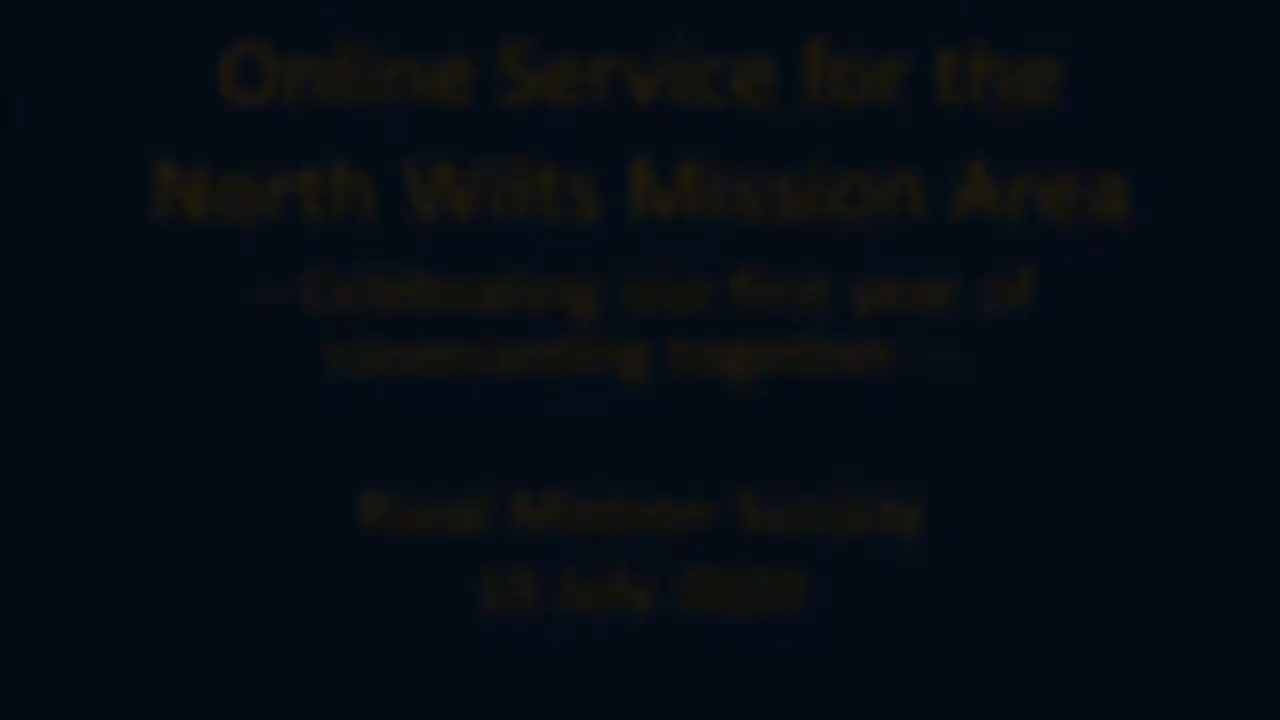 Online Service for the
North Wilts Mission Area
– Celebrating our first year of
covenanting together –
Rural Mission Sunday
19 July 2020